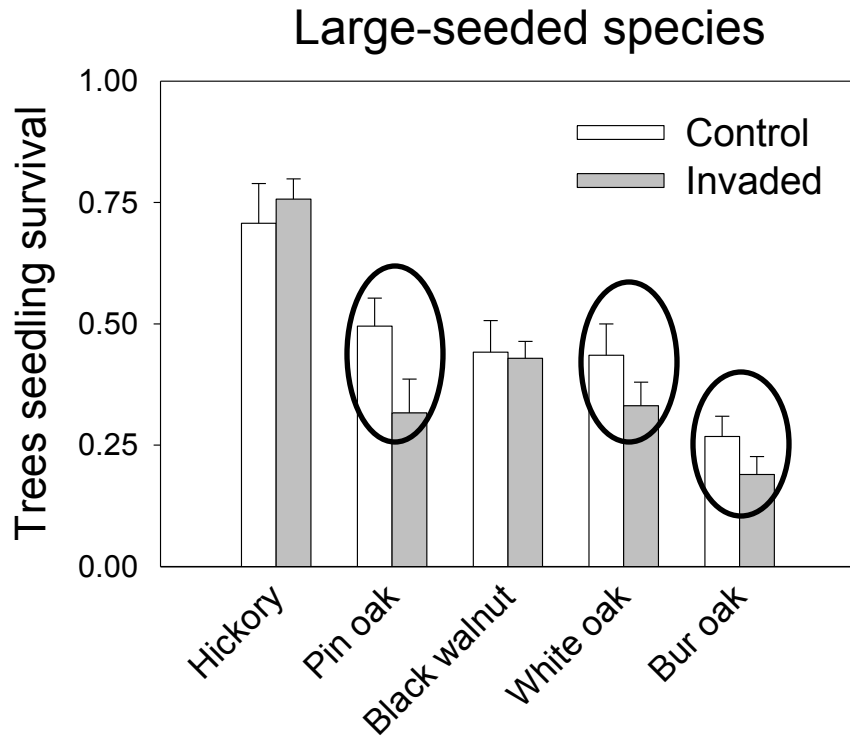 Large-seeded species
Trees seedling survival
1.00
0.75
0.50
0.25
0.00
Control
Invaded
Hickory
Pin oak
Black walnut
White oak
Bur oak